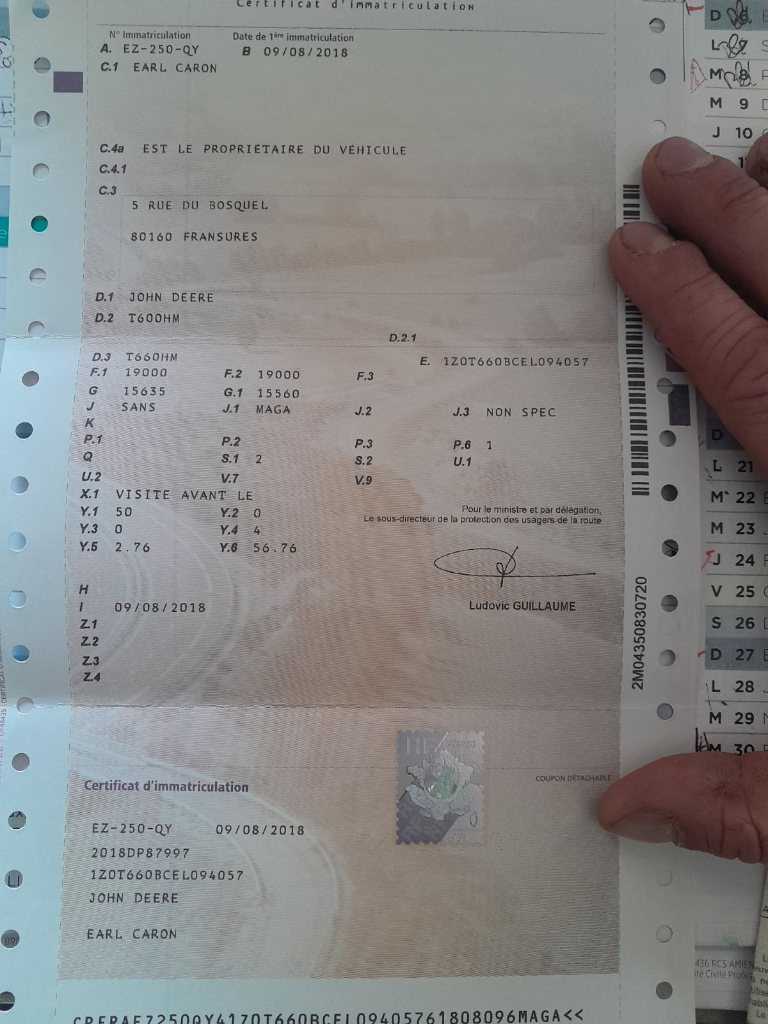 Certificat d'immatriculation
N° Immatriculation Date de 1ère immatriculation
A. EZ-250-QY B 09/08/2018
C.1 EARL CARON
C.4a EST LE PROPRIETAIRE DU VEHICULE
C.4.1
C.3
5 RUE DU BOSQUEL
80160 FRANSURES
D.1 JOHN DEERE
D.2 T600HM
D.2.1
D.3 T660HM E. 1Z0T660BCEL094057
F.1 19000 F.2 19000 F.3
G 15635 G.1 15560
J SANS J.1 MAGA J.2 J.3 NON SPEC
K
P.1 P.2 P.3 P.6 1
Q S.1 2 S.2 U.1
U.2 V.7 V.9
X.1 VISITE AVANT LE
Y.1 50 Y.2 0
Y.3 0 Y.4 4
Y.5 2.76 Y.6 56.76
Pour le ministre et par délégation,
Le sous-directeur de la protection des usagers de la route
Ludovic GUILLAUME
H
I 09/08/2018
Z.1
Z.2
Z.3
Z.4
2M04350830720
Certificat d'immatriculation
COUPON DÉTACHABLE
EZ-250-QY 09/08/2018
2018DP87997
1Z0T660BCEL094057
JOHN DEERE
EARL CARON
CRFRAEZ250QY41Z0T660BCEL09405761808096MAGA<<
D
L
M 8
M 9
J 10
D
L 21
M 22
M 23
J 24
V 25
S 26
D 27
L 28
M 29
M 30
436 RCS AMIEN